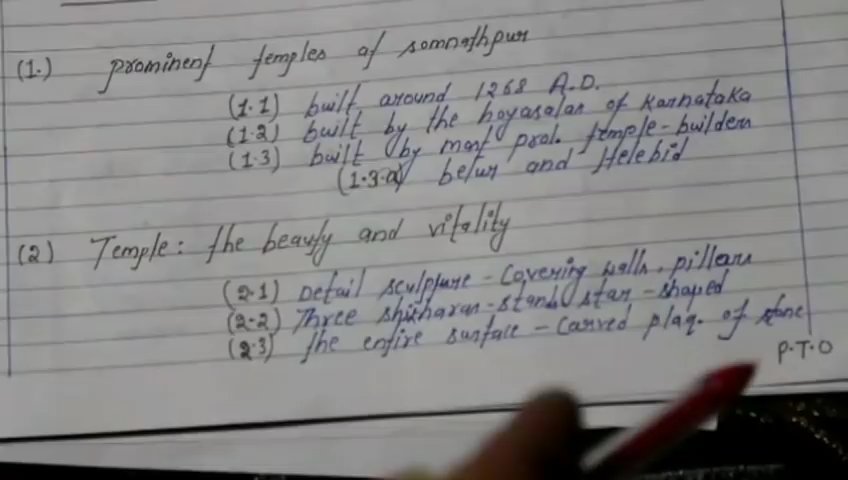 (1.) prominent temples of somnathpur
(1.1) built around 1268 A.D.
(1.2) built by the hoyasalas of Karnataka
(1.3) built by most prol. temple-builders
(1.3.a) belur and Helebid
(2) Temple: the beauty and vitality
(2.1) Detail sculpture - Covering walls, pillars
(2.2) Three shikharas - stand star - shaped
(2.3) the entire surface - Carved plaq. of stone
P.T.O